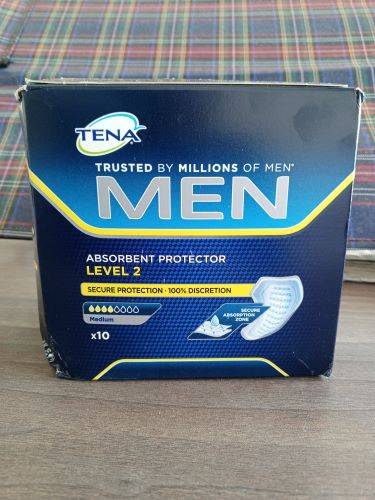 TENA
TRUSTED BY MILLIONS OF MEN*
MEN
ABSORBENT PROTECTOR
LEVEL 2
SECURE PROTECTION · 100% DISCRETION
Medium
SECURE
ABSORPTION
ZONE
x10